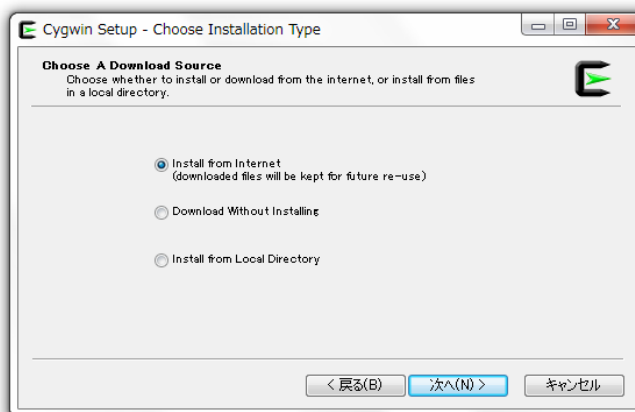 Cygwin Setup - Choose Installation Type
Choose A Download Source
Choose whether to install or download from the internet, or install from files
in a local directory.
Install from Internet
(downloaded files will be kept for future re-use)
Download Without Installing
Install from Local Directory
< 戻る(B)
次へ(N) >
キャンセル